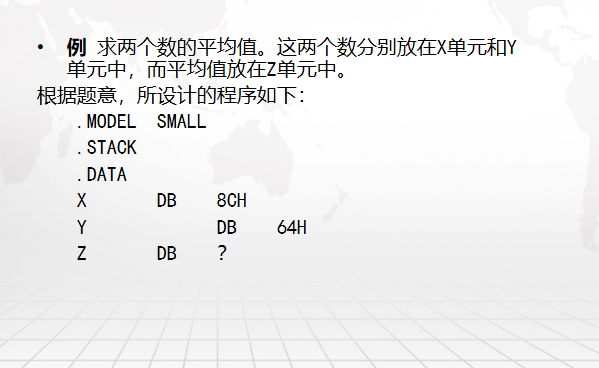 • 例 求两个数的平均值。这两个数分别放在X单元和Y
单元中，而平均值放在Z单元中。
根据题意，所设计的程序如下：
.MODEL SMALL
.STACK
.DATA
X DB 8CH
Y DB 64H
Z DB ?